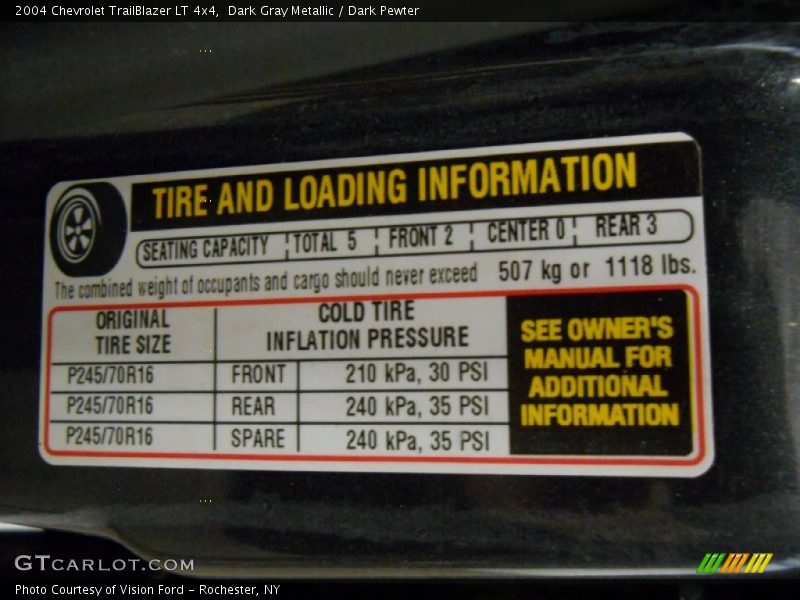 2004 Chevrolet TrailBlazer LT 4x4,  Dark Gray Metallic / Dark Pewter
TIRE AND LOADING INFORMATION
SEATING CAPACITY TOTAL 5 FRONT 2 CENTER 0 REAR 3
The combined weight of occupants and cargo should never exceed 507 kg or 1118 lbs.
ORIGINAL
TIRE SIZE
COLD TIRE
INFLATION PRESSURE
P245/70R16 FRONT 210 kPa, 30 PSI
P245/70R16 REAR 240 kPa, 35 PSI
P245/70R16 SPARE 240 kPa, 35 PSI
SEE OWNER'S
MANUAL FOR
ADDITIONAL
INFORMATION
GTCARLOT.COM
Photo Courtesy of Vision Ford - Rochester, NY